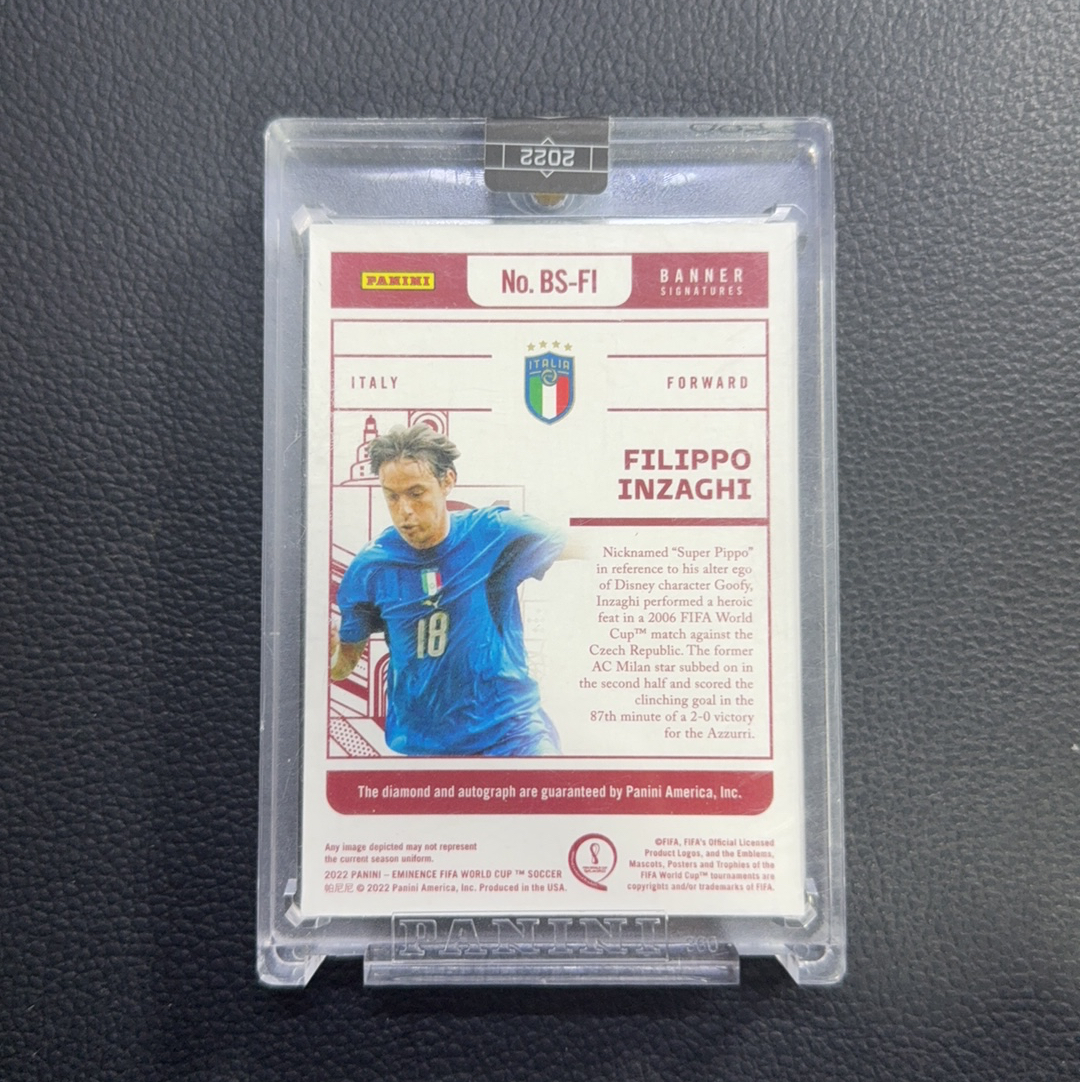 2022
PANINI
No. BS-FI
BANNER
SIGNATURES
ITALIA
ITALY
FORWARD
FILIPPO
INZAGHI
18
Nicknamed “Super Pippo”
in reference to his alter ego
of Disney character Goofy,
Inzaghi performed a heroic
feat in a 2006 FIFA World
Cup™ match against the
Czech Republic. The former
AC Milan star subbed on in
the second half and scored the
clinching goal in the
87th minute of a 2-0 victory
for the Azzurri.
The diamond and autograph are guaranteed by Panini America, Inc.
Any image depicted may not represent
the current season uniform.
2022 PANINI – EMINENCE FIFA WORLD CUP ™ SOCCER
帕尼尼 © 2022 Panini America, Inc. Produced in the USA.
©FIFA, FIFA's Official Licensed
Product Logos, and the Emblems,
Mascots, Posters and Trophies of the
FIFA World Cup™ tournaments are
copyrights and/or trademarks of FIFA.
PANINI